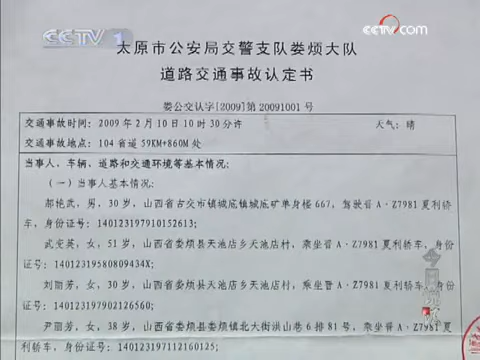 CCTV 1
CCTV.com
太原市公安局交警支队娄烦大队
道路交通事故认定书
娄公交认字[2009]第20091001号
交通事故时间：2009年2月10日10时30分许 天气：晴
交通事故地点：104省道59KM+860M处
当事人、车辆、道路和交通环境等基本情况：
（一）当事人基本情况：
郝艳武，男，30岁，山西省古交市镇城底镇城底矿单身楼667，驾驶晋A·Z7981夏利轿
车，身份证号：140123197910152613；
武变英，女，51岁，山西省娄烦县天池店乡天池店村，乘坐晋A·Z7981夏利轿车，身份
证号：14012319580809434X；
刘丽芳，女，30岁，山西省娄烦县天池店乡天池店村，乘坐晋A·Z7981夏利轿车，身份
证号：140123197902126560；
尹丽芳，女，38岁，山西省娄烦县娄烦镇北大街洪山巷6排81号，乘坐晋A·Z7981
夏利轿车，身份证号：140123197112160125；